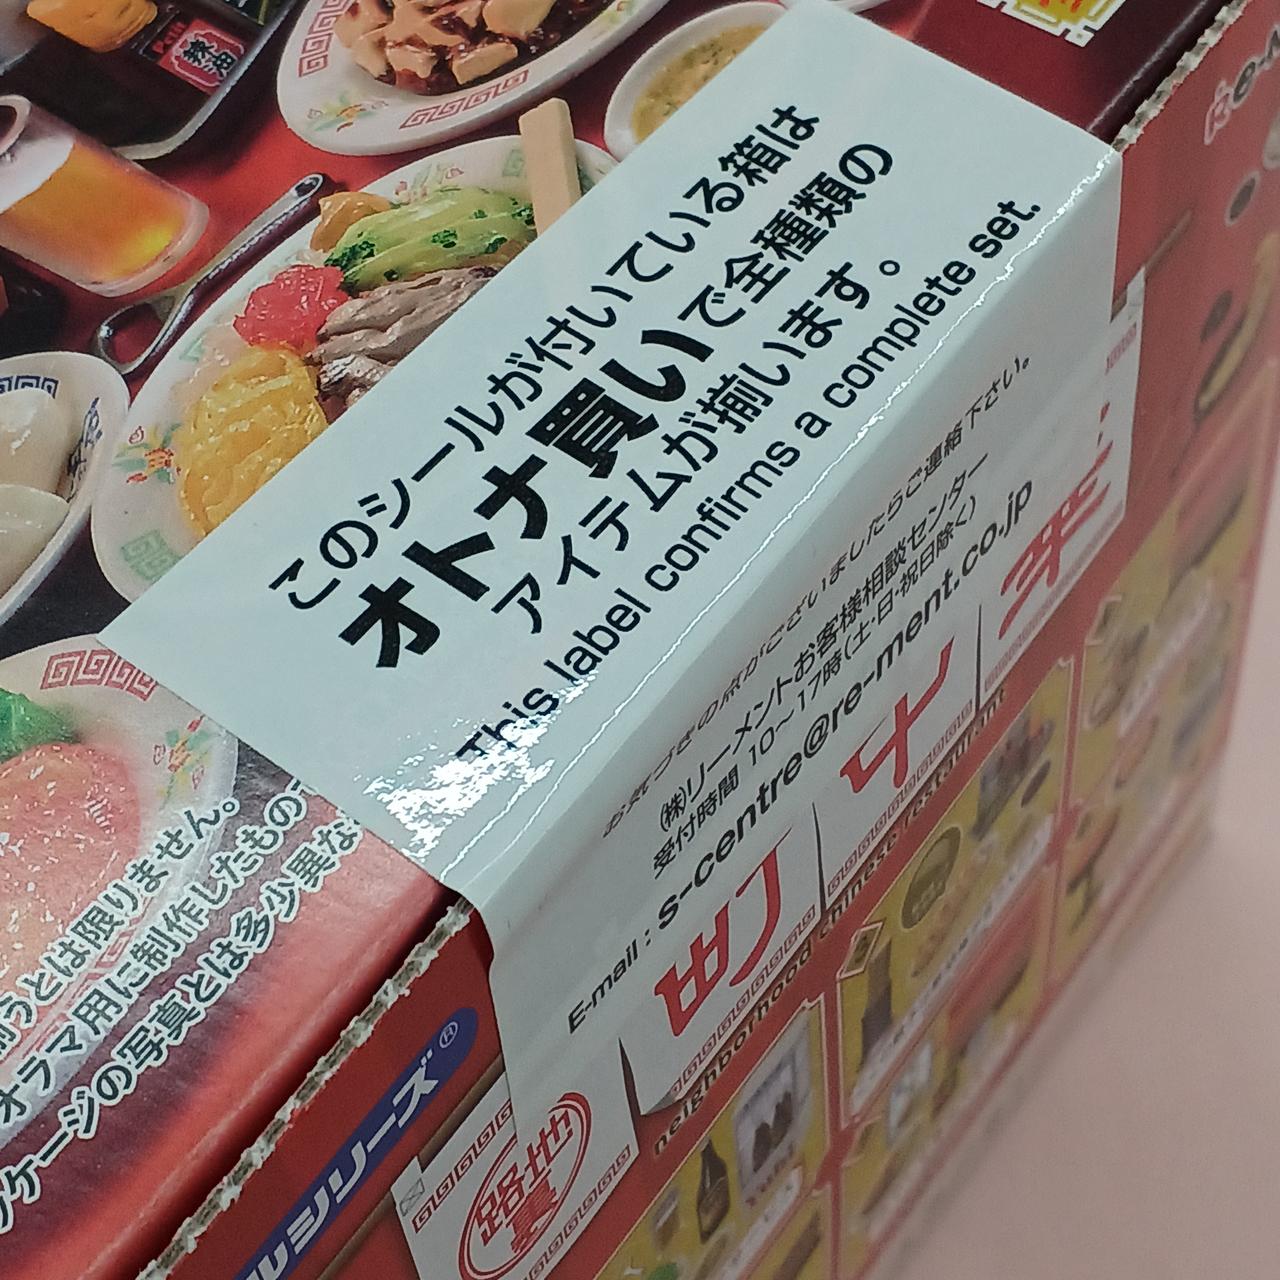 辣油
このシールが付いている箱は
オトナ買いで全種類の
アイテムが揃います。
This label confirms a complete set.
お気づきの点がございましたらご連絡下さい。
(株)リーメントお客様相談センター
受付時間 10～17時(土・日・祝日除く)
E-mail : s-centre@re-ment.co.jp
限りません。
オラマ用に制作したもの
ケージの写真とは多少異な
シリーズ®
路地裏
neighborhood chinese restaurant